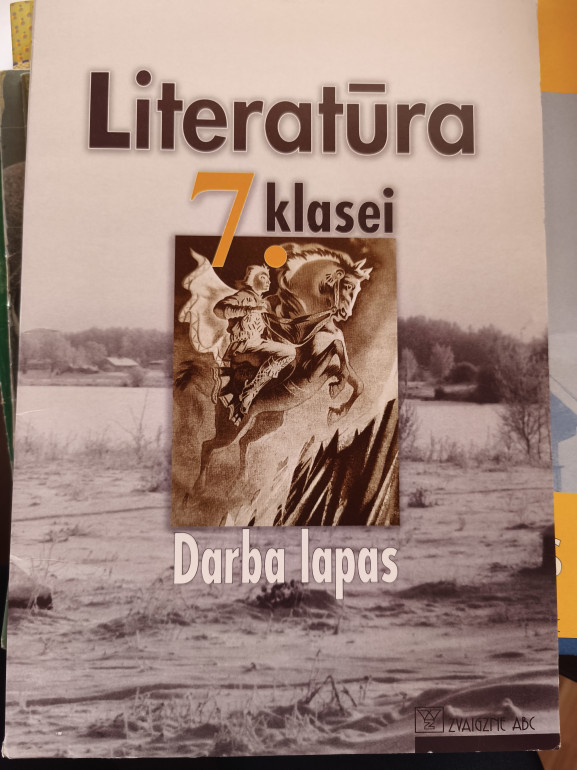 Literatūra
7. klasei
Darba lapas
ZVAIGZNE ABC